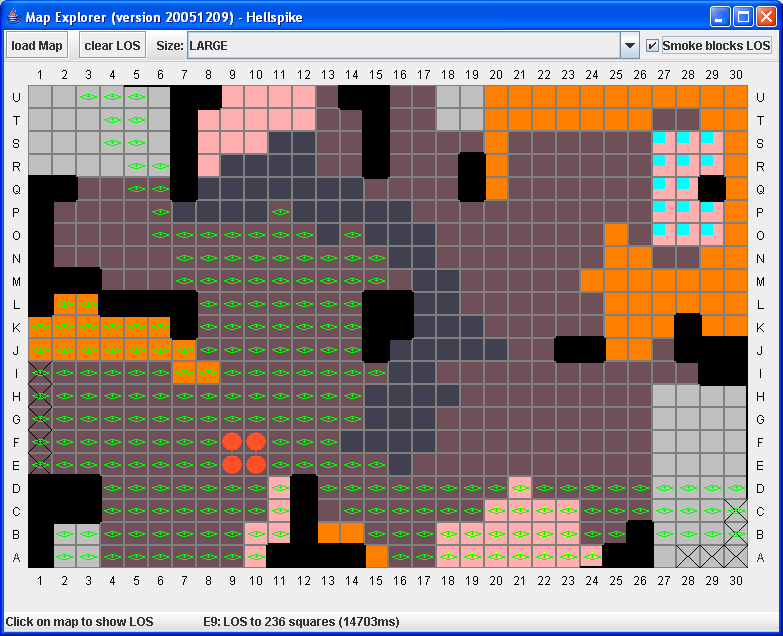 Map Explorer (version 20051209) - Hellspike
load Map clear LOS Size: LARGE Smoke blocks LOS
1 2 3 4 5 6 7 8 9 10 11 12 13 14 15 16 17 18 19 20 21 22 23 24 25 26 27 28 29 30
U U
T T
S S
R R
Q Q
P P
O O
N N
M M
L L
K K
J J
I I
H H
G G
F F
E E
D D
C C
B B
A A
1 2 3 4 5 6 7 8 9 10 11 12 13 14 15 16 17 18 19 20 21 22 23 24 25 26 27 28 29 30
Click on map to show LOS E9: LOS to 236 squares (14703ms)